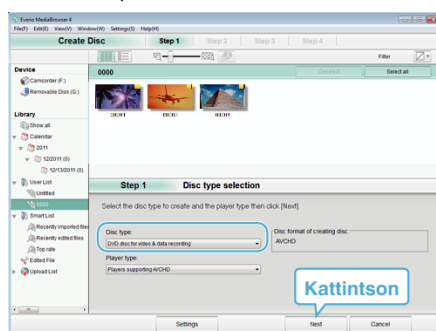 Everio MediaBrowser 4
File(F) Edit(E) View(V) Window(W) Settings(S) Help(H)
Create Disc Step 1 Step 2 Step 3 Step 4
Filter
Device
0000
Deselect Select all
Camcorder (F:)
Removable Disk (G:)
Library
Show all
Calendar
2011
12/2011 (0)
12/13/2011 (0)
User List
Untitled
0000
Smart List
Recently imported files
Recently edited files
Top rate
Edited File
Upload List
Step 1 Disc type selection
Select the disc type to create and the player type then click [Next].
Disc type:
DVD disc for video & data recording
Disc format of creating disc:
AVCHD
Player type:
Players supporting AVCHD
Kattintson
Settings Next Cancel